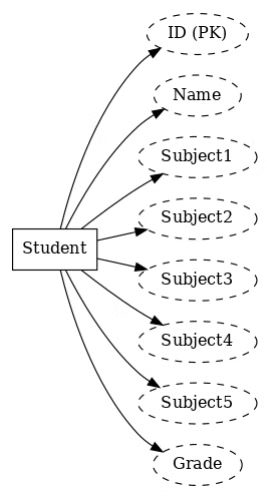 ID (PK)
Name
Subject1
Subject2
Student
Subject3
Subject4
Subject5
Grade